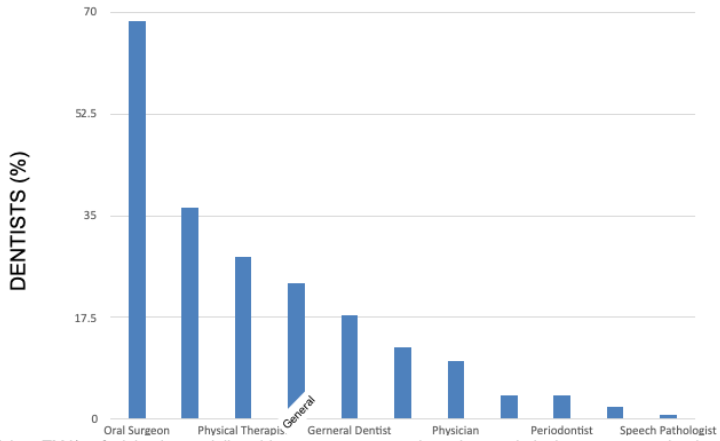 70
52.5
35
17.5
0
DENTISTS (%)
Oral Surgeon
Physical Therapis
General
Gerneral Dentist
Physician
Periodontist
Speech Pathologist